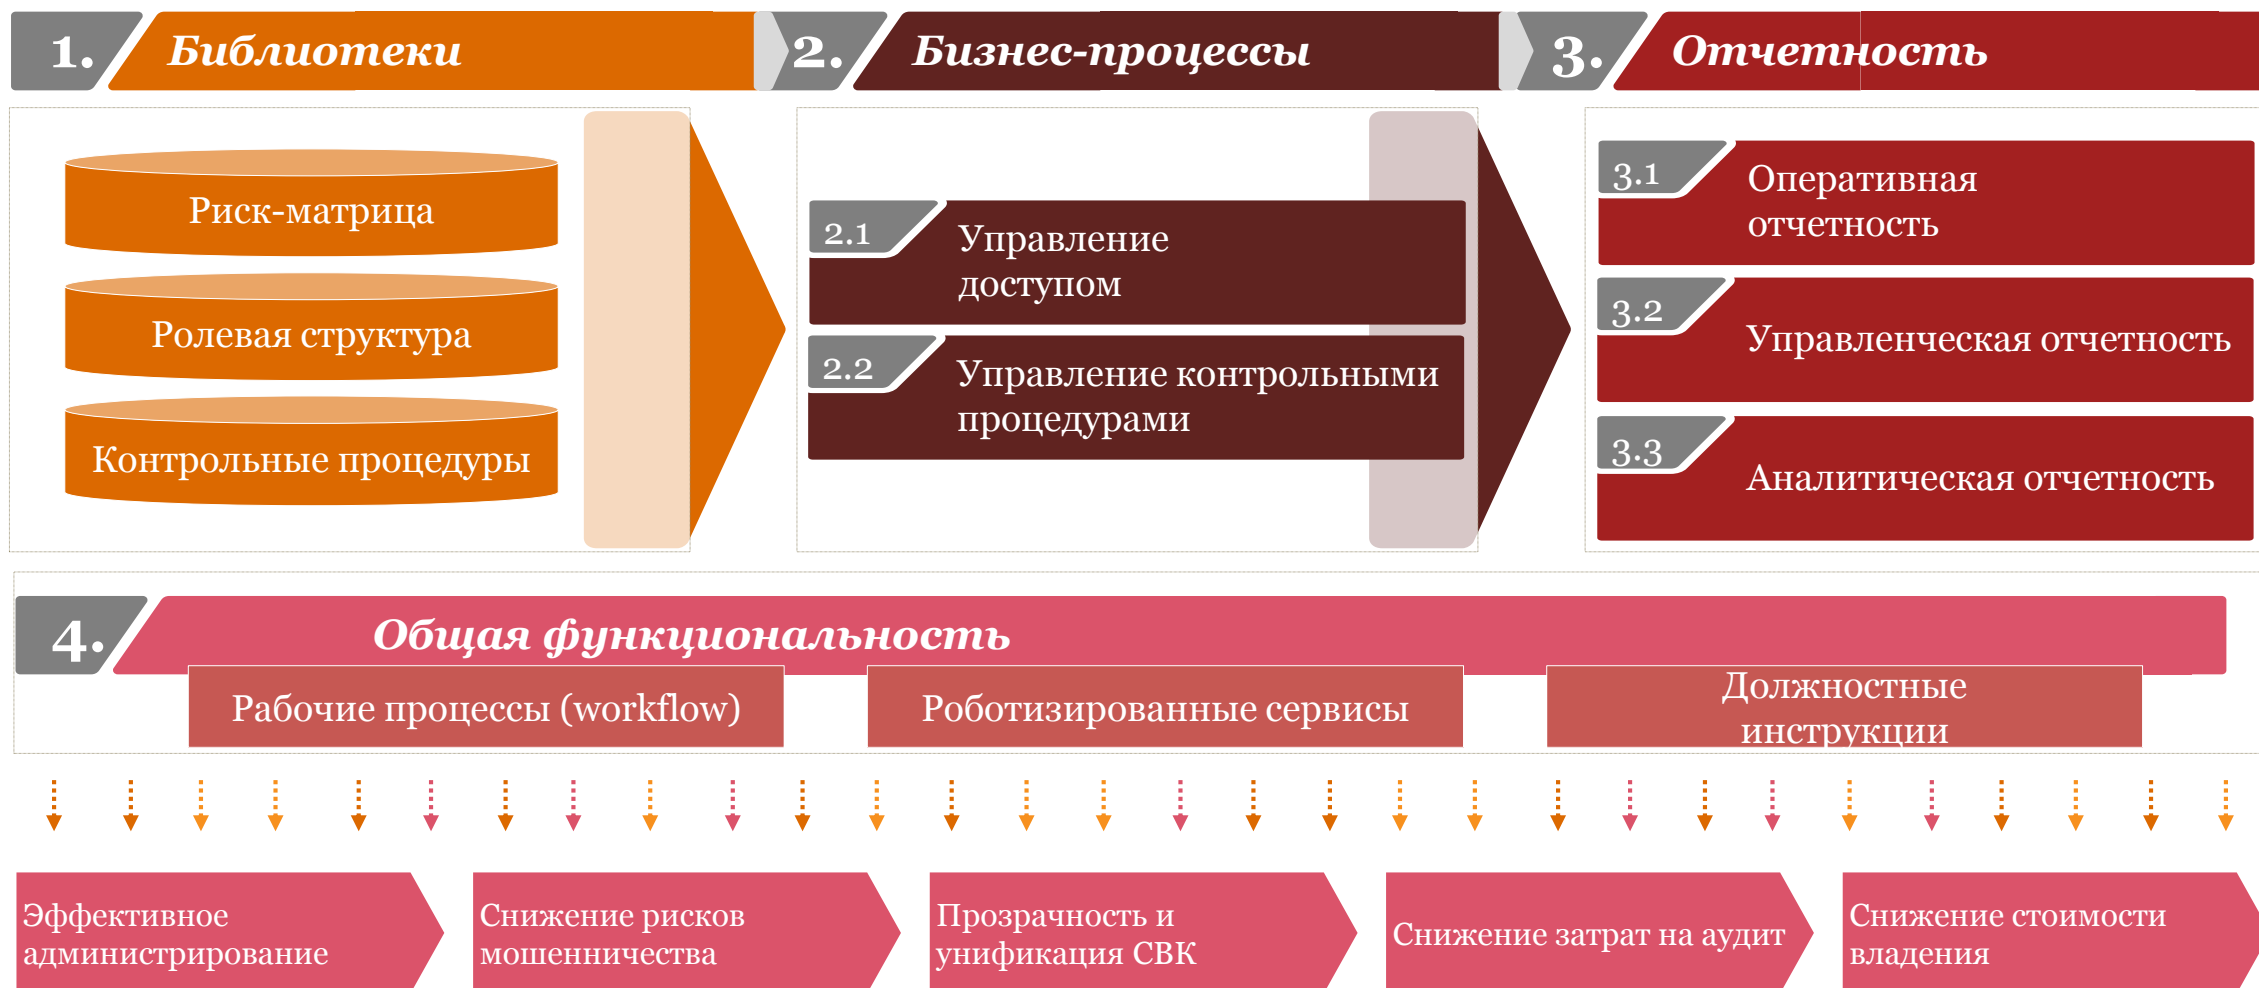 1.
Библиотеки
2.
Бизнес-процессы
3.
Отчетность
Риск-матрица
Ролевая структура
Контрольные процедуры
2.1
Управление
доступом
2.2
Управление контрольными
процедурами
3.1
Оперативная
отчетность
3.2
Управленческая отчетность
3.3
Аналитическая отчетность
4.
Общая функциональность
Рабочие процессы (workflow)
Роботизированные сервисы
Должностные
инструкции
Эффективное
администрирование
Снижение рисков
мошенничества
Прозрачность и
унификация СВК
Снижение затрат на аудит
Снижение стоимости
владения